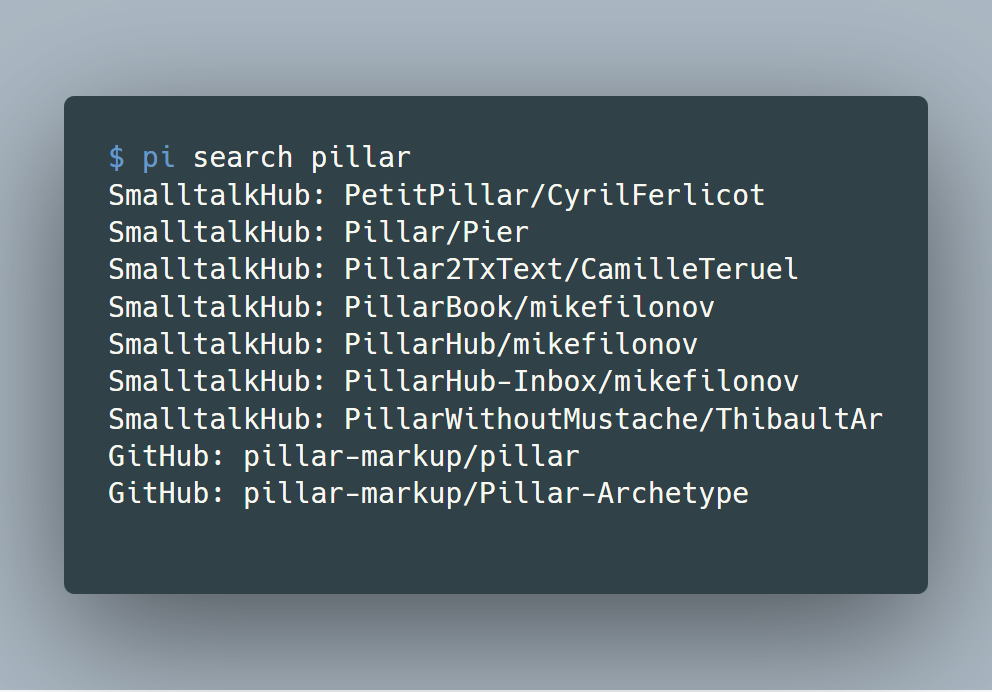 $ pi search pillar
SmalltalkHub: PetitPillar/CyrilFerlicot
SmalltalkHub: Pillar/Pier
SmalltalkHub: Pillar2TxText/CamilleTeruel
SmalltalkHub: PillarBook/mikefilonov
SmalltalkHub: PillarHub/mikefilonov
SmalltalkHub: PillarHub-Inbox/mikefilonov
SmalltalkHub: PillarWithoutMustache/ThibaultAr
GitHub: pillar-markup/pillar
GitHub: pillar-markup/Pillar-Archetype